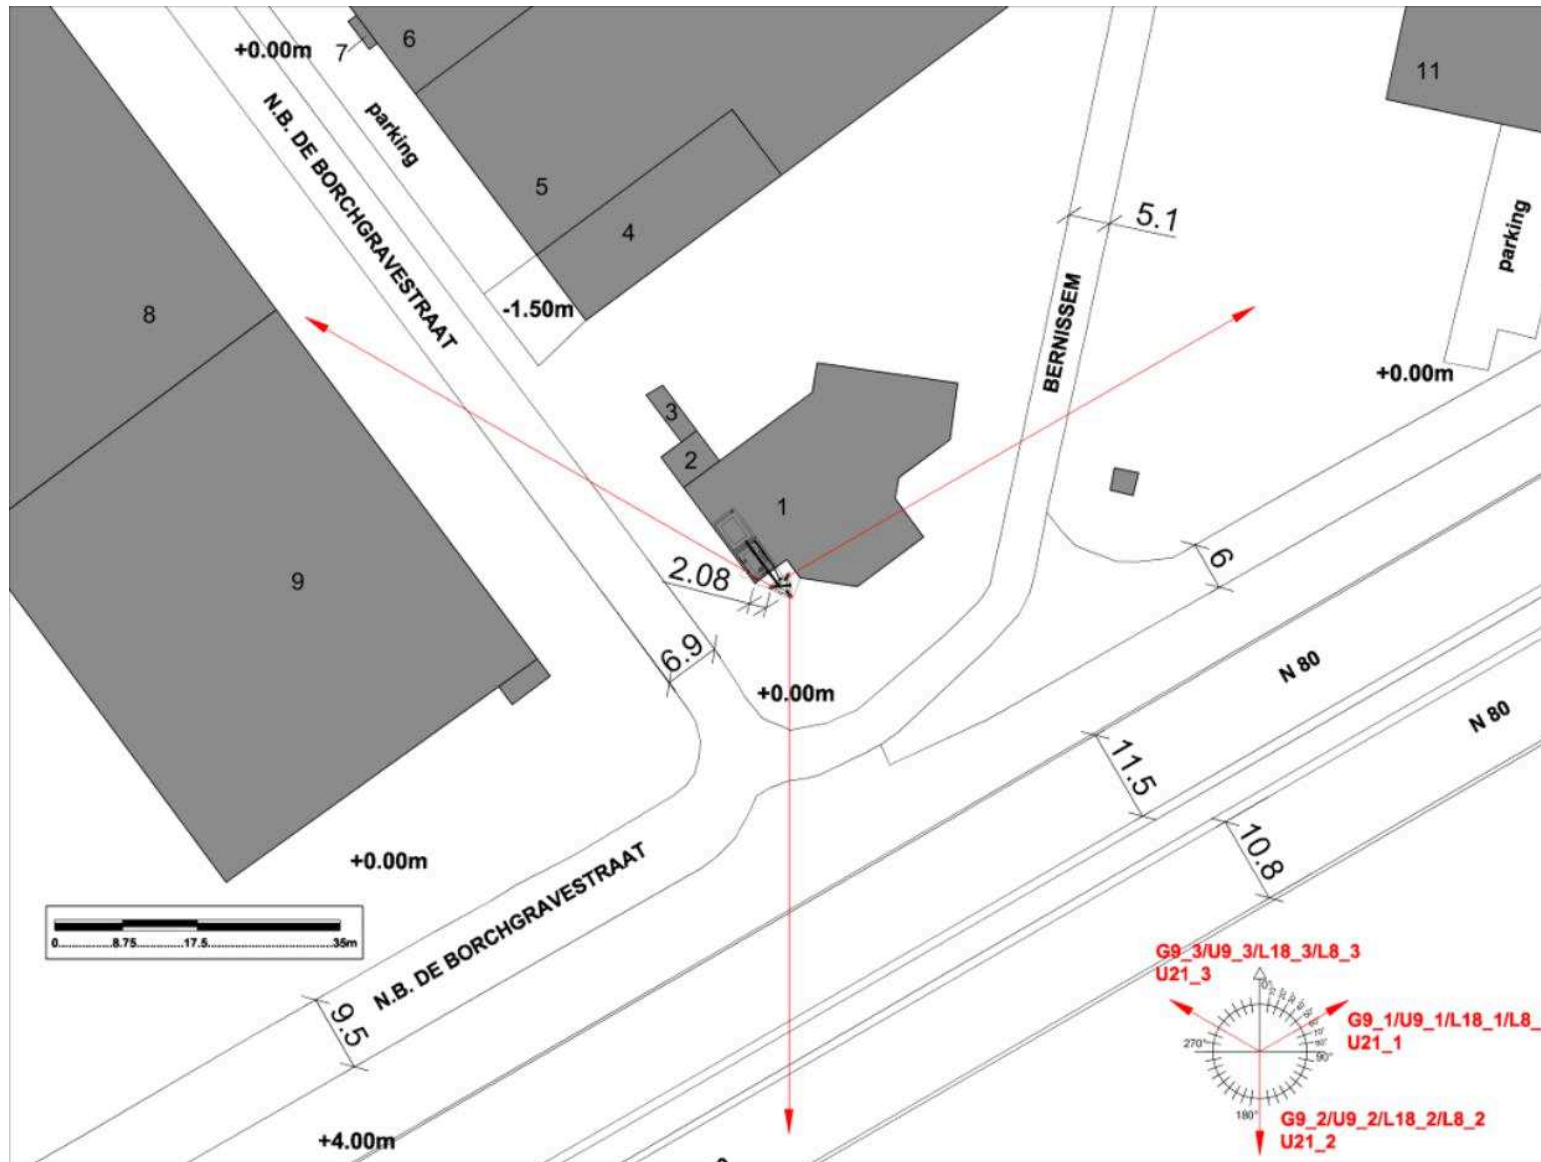 +0.00m
7
6
11
parking
N.B. DE BORCHGRAVESTRAAT
5
4
5.1
parking
8
-1.50m
BERNISSEM
+0.00m
3
2
1
9
2.08
6
6.9
+0.00m
N 80
N 80
11.5
10.8
+0.00m
N.B. DE BORCHGRAVESTRAAT
0 8.75 17.5 35m
9.5
+4.00m
G9_3/U9_3/L18_3/L8_3
U21_3
G9_1/U9_1/L18_1/L8_
U21_1
270°
90°
180°
G9_2/U9_2/L18_2/L8_2
U21_2